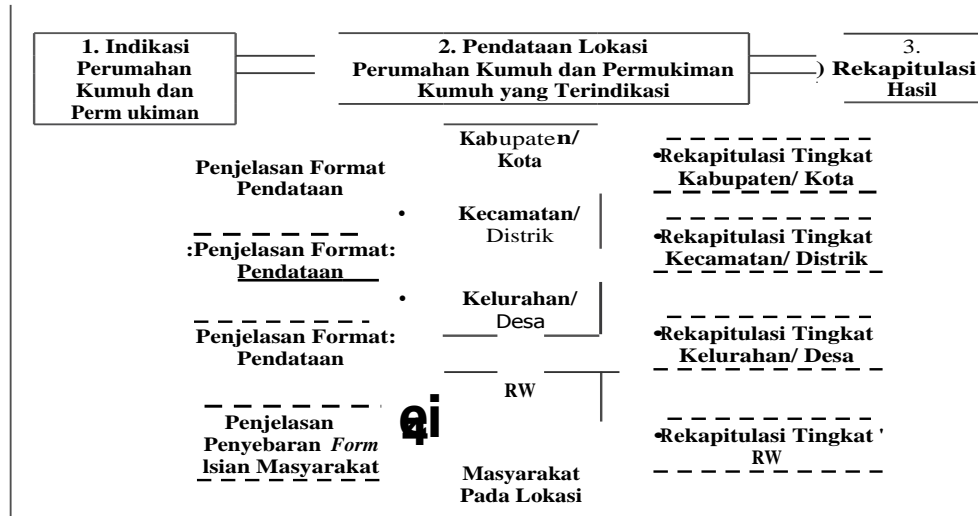 1. Indikasi
Perumahan
Kumuh dan
Perm ukiman
2. Pendataan Lokasi
Perumahan Kumuh dan Permukiman
Kumuh yang Terindikasi
3.
) Rekapitulasi
Hasil
Penjelasan Format
Pendataan
Kabupaten/
Kota
•Rekapitulasi Tingkat
Kabupaten/ Kota
:Penjelasan Format:
Pendataan
• Kecamatan/
Distrik
•Rekapitulasi Tingkat
Kecamatan/ Distrik
Penjelasan Format:
Pendataan
• Kelurahan/
Desa
•Rekapitulasi Tingkat
Kelurahan/ Desa
Penjelasan
Penyebaran Form
lsian Masyarakat
RW
•Rekapitulasi Tingkat '
RW
Masyarakat
Pada Lokasi